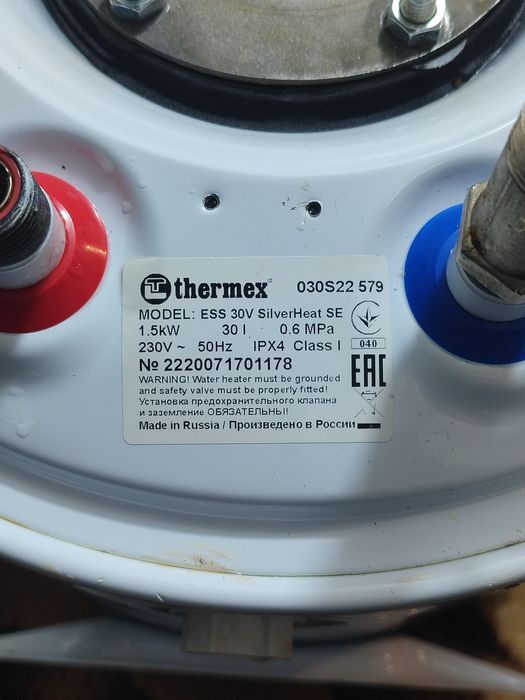 thermex 030S22 579
MODEL: ESS 30V SilverHeat SE
1.5kW 30 l 0.6 MPa
230V ~ 50Hz IPX4 Class I
040
№ 2220071701178
EAC
WARNING! Water heater must be grounded
and safety valve must be properly fitted!
Установка предохранительного клапана
и заземление ОБЯЗАТЕЛЬНЫ!
Made in Russia / Произведено в России